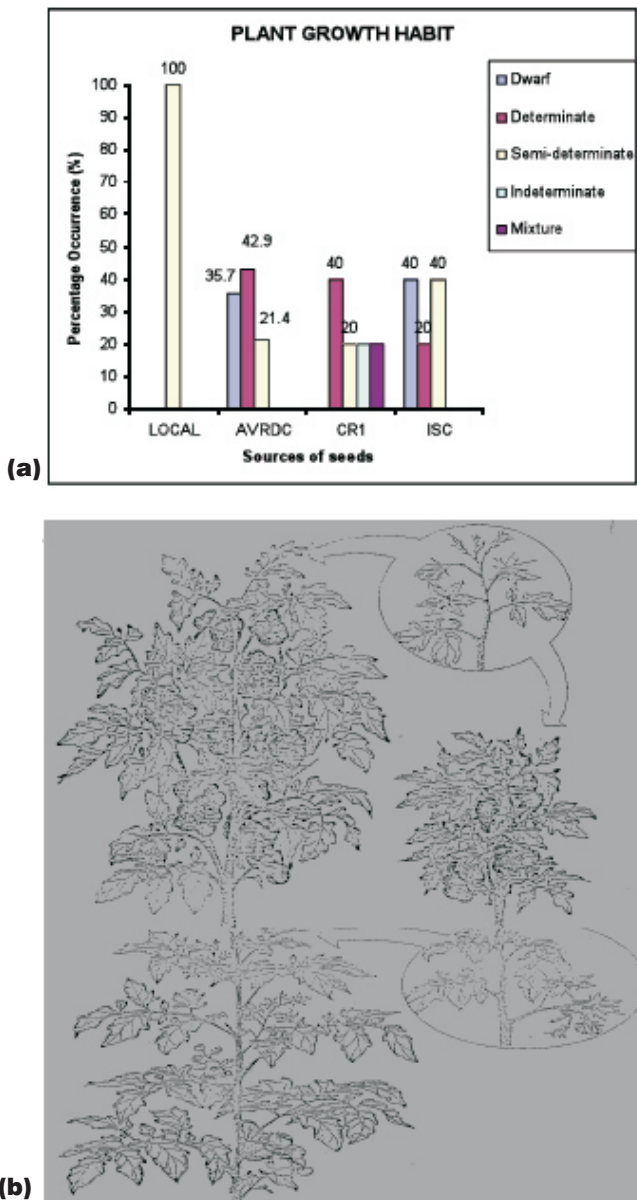 PLANT GROWTH HABIT
Percentage Occurrence (%)
100
90
80
70
60
50
40
30
20
10
0
100
35.7
42.9
21.4
40
20
40
20
40
LOCAL
AVRDC
CR1
ISC
Sources of seeds
Dwarf
Determinate
Semi-determinate
Indeterminate
Mixture
(a)
(b)